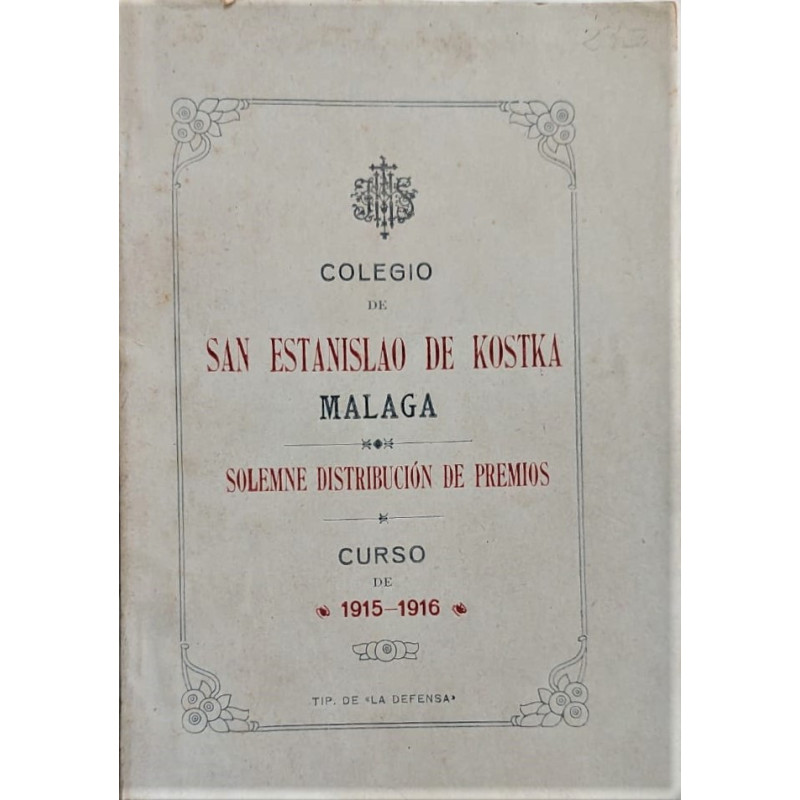 JHS
COLEGIO
DE
SAN ESTANISLAO DE KOSTKA
MALAGA
SOLEMNE DISTRIBUCIÓN DE PREMIOS
CURSO
DE
1915-1916
TIP. DE «LA DEFENSA»